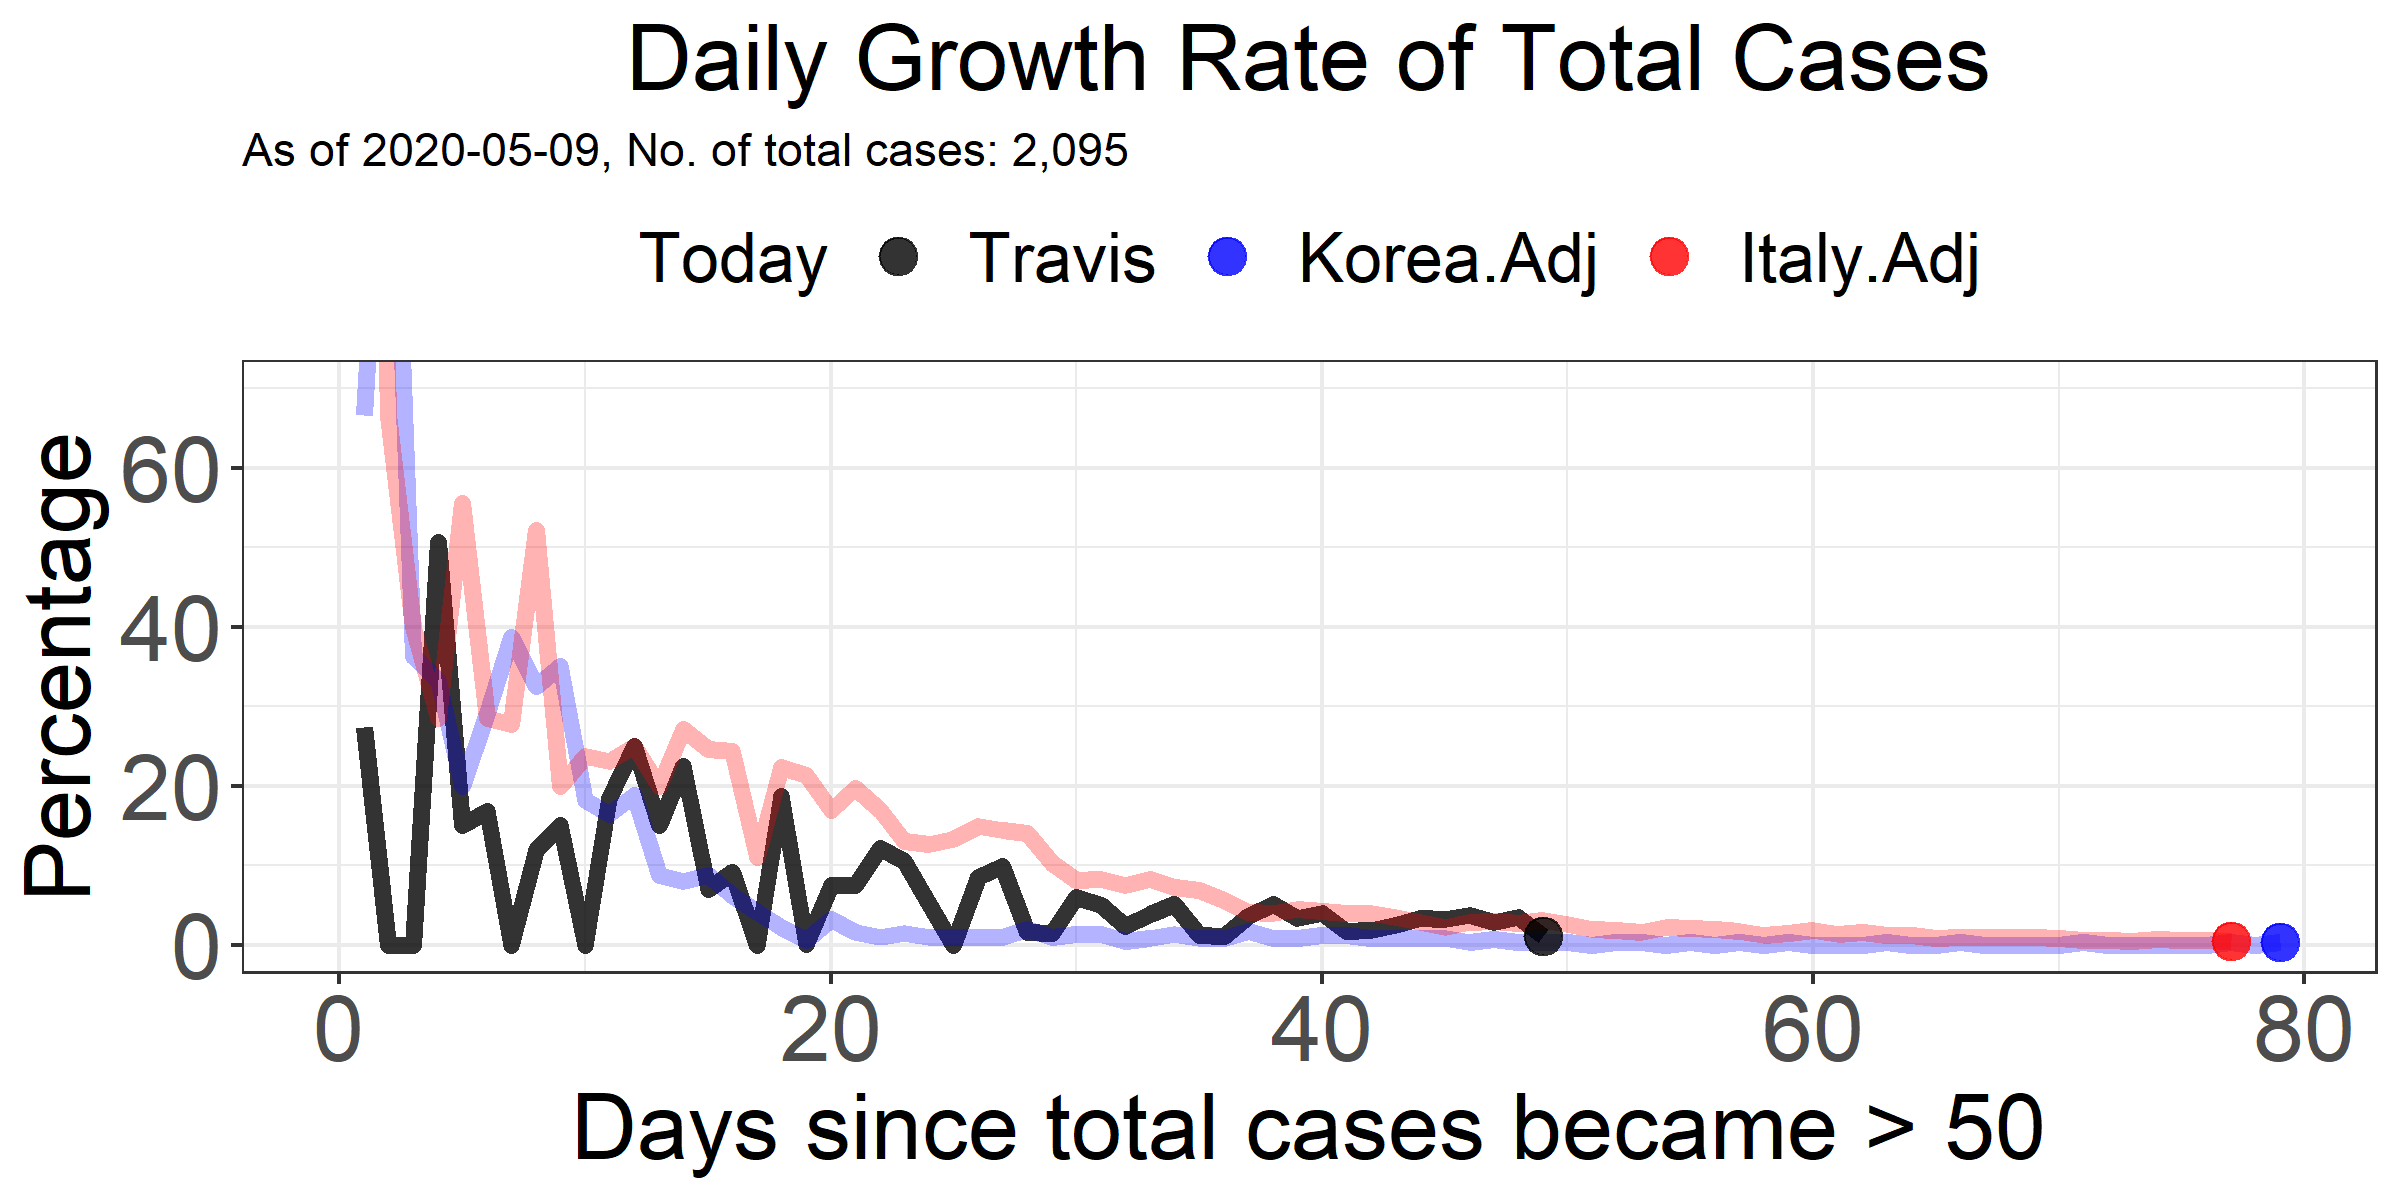 Daily Growth Rate of Total Cases
As of 2020-05-09, No. of total cases: 2,095
Today Travis Korea.Adj Italy.Adj
Percentage
60
40
20
0
0 20 40 60 80
Days since total cases became > 50